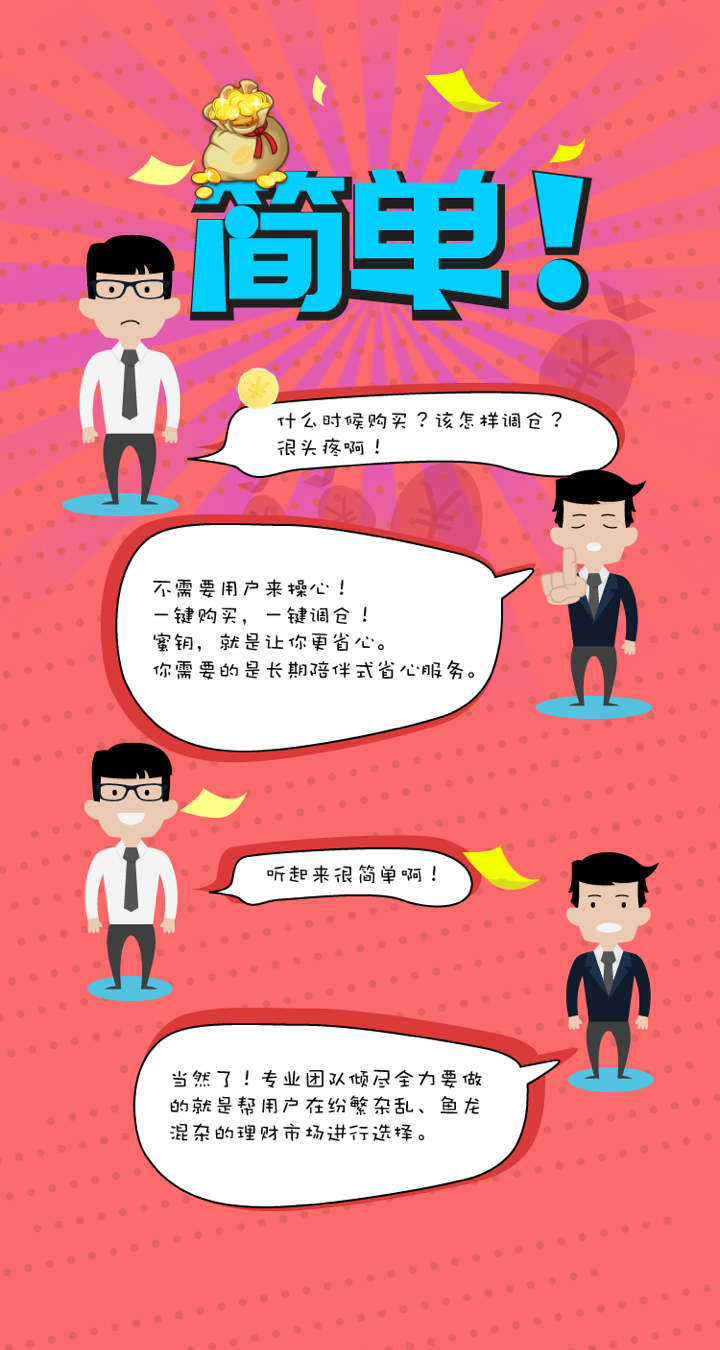 简单！
什么时候购买？该怎样调仓？
很头疼啊！
不需要用户来操心！
一键购买，一键调仓！
蜜钥，就是让你更省心。
你需要的是长期陪伴式省心服务。
听起来很简单啊！
当然了！专业团队倾尽全力要做
的就是帮用户在纷繁杂乱、鱼龙
混杂的理财市场进行选择。